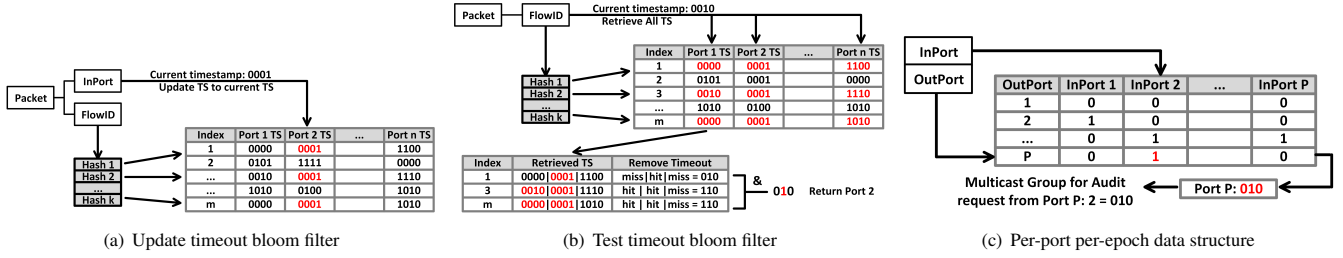 Packet
InPort
FlowID
Current timestamp: 0001
Update TS to current TS
Hash 1
Hash 2
...
Hash k
Index Port 1 TS Port 2 TS ... Port n TS
1 0000 0001 1100
2 0101 1111 0000
... 0010 0001 1110
... 1010 0100 1010
m 0000 0001 1010
(a) Update timeout bloom filter
Packet
FlowID
Current timestamp: 0010
Retrieve All TS
Hash 1
Hash 2
...
Hash k
Index Port 1 TS Port 2 TS ... Port n TS
1 0000 0001 1100
2 0101 0001 0000
3 0010 0001 1110
... 1010 0100 1010
m 0000 0001 1010
Index Retrieved TS Remove Timeout
1 0000|0001|1100 miss|hit|miss = 010
3 0010|0001|1110 hit | hit |miss = 110
m 0000|0001|1010 hit | hit |miss = 110
&
010 Return Port 2
(b) Test timeout bloom filter
InPort
OutPort
OutPort InPort 1 InPort 2 ... InPort P
1 0 0 0
2 1 0 0
... 0 1 1
P 0 1 0
Multicast Group for Audit
request from Port P: 2 = 010
Port P: 010
(c) Per-port per-epoch data structure